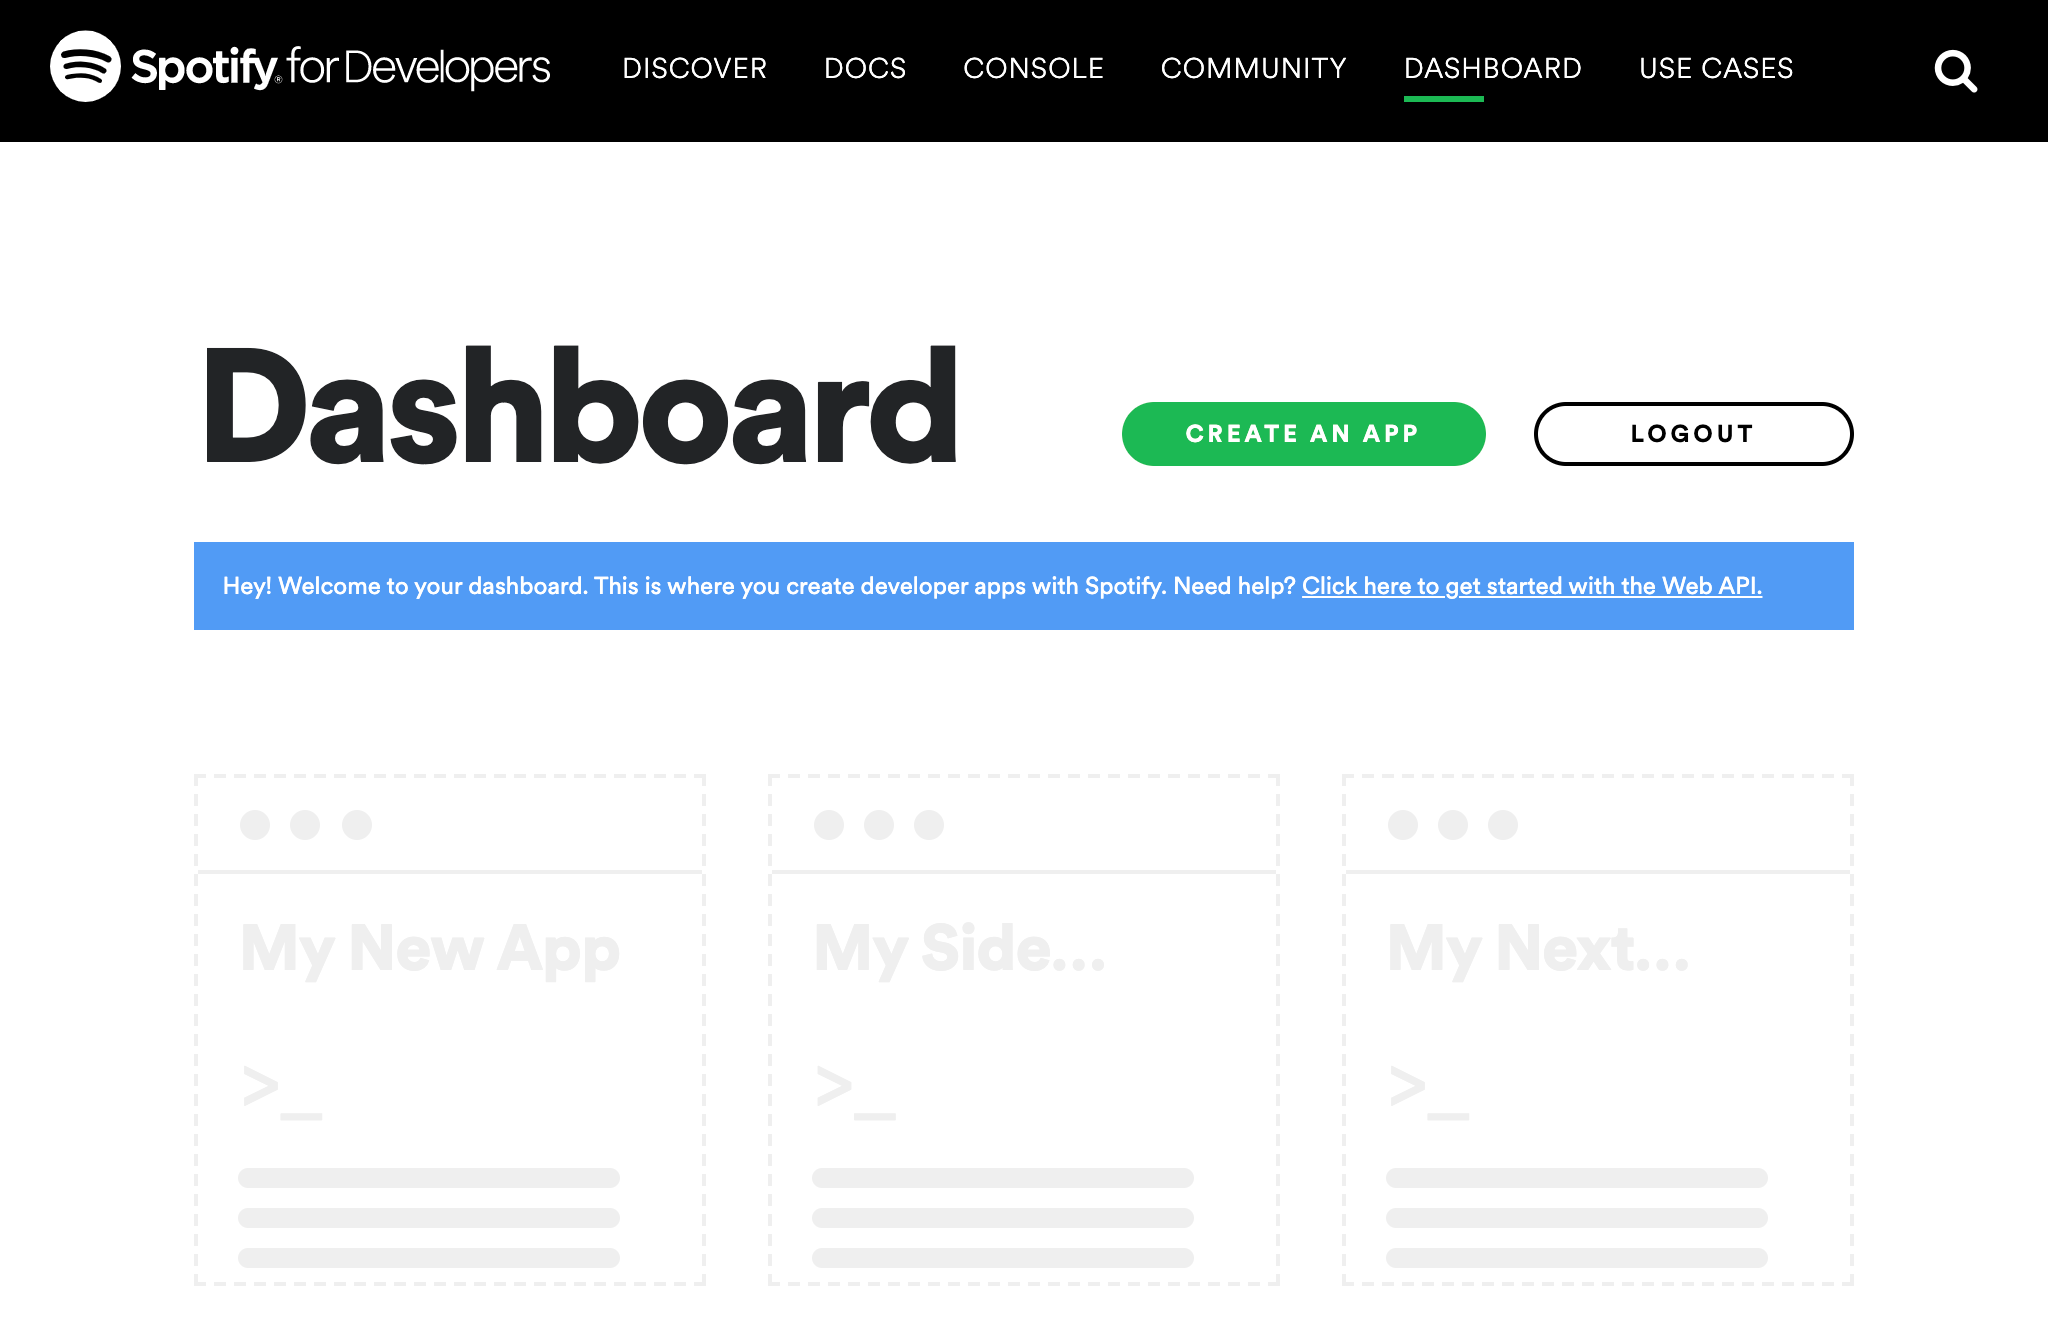 Spotify® for Developers DISCOVER DOCS CONSOLE COMMUNITY DASHBOARD USE CASES
Dashboard
CREATE AN APP LOGOUT
Hey! Welcome to your dashboard. This is where you create developer apps with Spotify. Need help? Click here to get started with the Web API.
My New App My Side... My Next...
>_ >_ >_